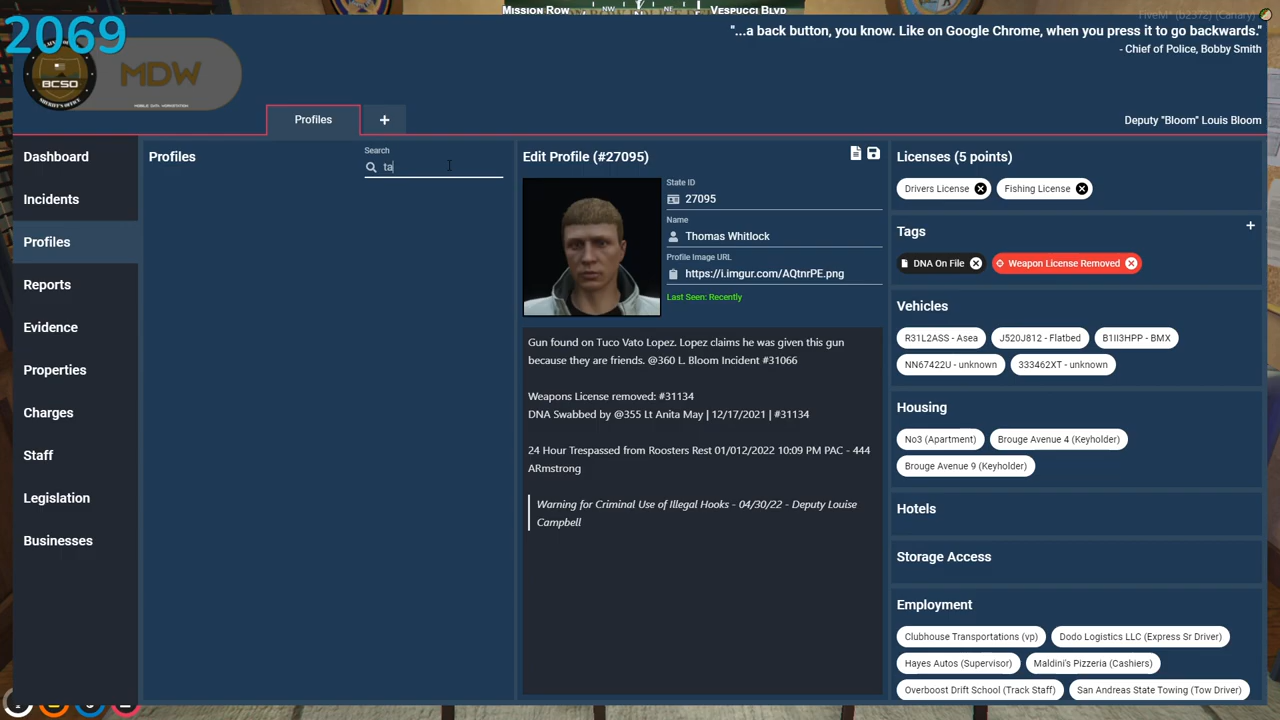 Mission Row
NW
NE
Vespucci Blvd
FiveM® (b2372) (Canary)
2069
BCSO
SHERIFF'S OFFICE
MDW
MOBILE DATA WORKSTATION
"...a back button, you know. Like on Google Chrome, when you press it to go backwards."
- Chief of Police, Bobby Smith
Profiles
+
Deputy "Bloom" Louis Bloom
Dashboard
Incidents
Profiles
Reports
Evidence
Properties
Charges
Staff
Legislation
Businesses
Profiles
Search
ta
Edit Profile (#27095)
State ID
27095
Name
Thomas Whitlock
Profile Image URL
https://i.imgur.com/AQtnrPE.png
Last Seen: Recently
Gun found on Tuco Vato Lopez. Lopez claims he was given this gun
because they are friends. @360 L. Bloom Incident #31066
Weapons License removed: #31134
DNA Swabbed by @355 Lt Anita May | 12/17/2021 | #31134
24 Hour Trespassed from Roosters Rest 01/012/2022 10:09 PM PAC - 444
ARmstrong
Warning for Criminal Use of Illegal Hooks - 04/30/22 - Deputy Louise
Campbell
Licenses (5 points)
Drivers License
Fishing License
Tags
+
DNA On File
Weapon License Removed
Vehicles
R31L2ASS - Asea
J520J812 - Flatbed
B1II3HPP - BMX
NN67422U - unknown
333462XT - unknown
Housing
No3 (Apartment)
Brouge Avenue 4 (Keyholder)
Brouge Avenue 9 (Keyholder)
Hotels
Storage Access
Employment
Clubhouse Transportations (vp)
Dodo Logistics LLC (Express Sr Driver)
Hayes Autos (Supervisor)
Maldini's Pizzeria (Cashiers)
Overboost Drift School (Track Staff)
San Andreas State Towing (Tow Driver)